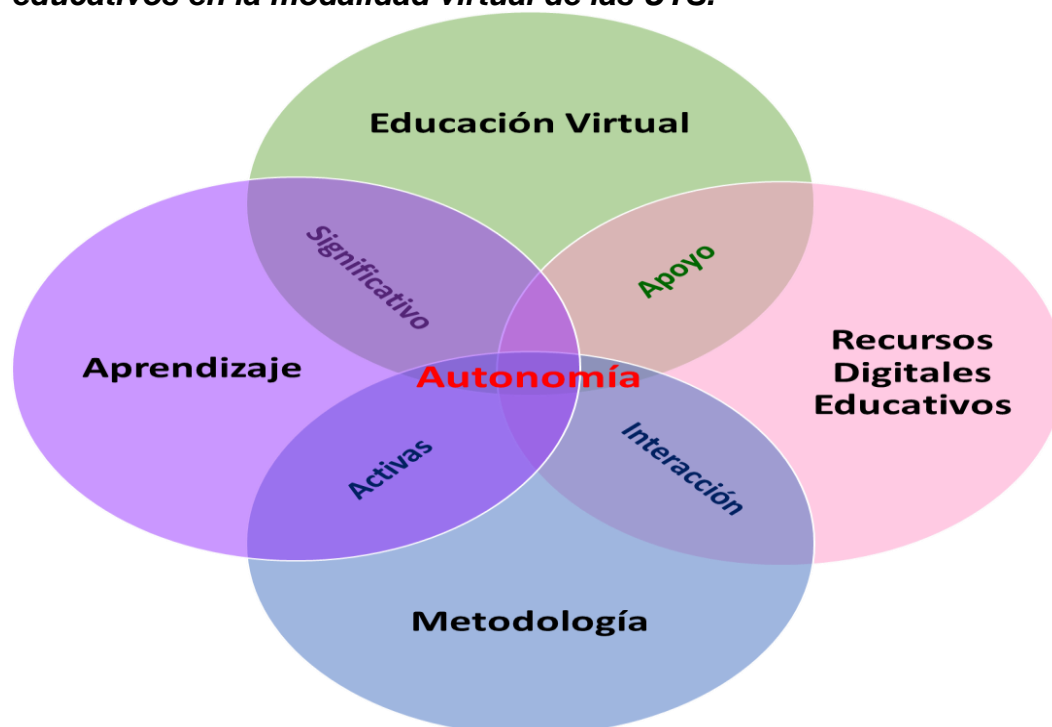 educativos en la modalidad virtual de las UTS.
Educación Virtual
Significativo
Apoyo
Aprendizaje
Autonomía
Recursos
Digitales
Educativos
Activas
Interacción
Metodología